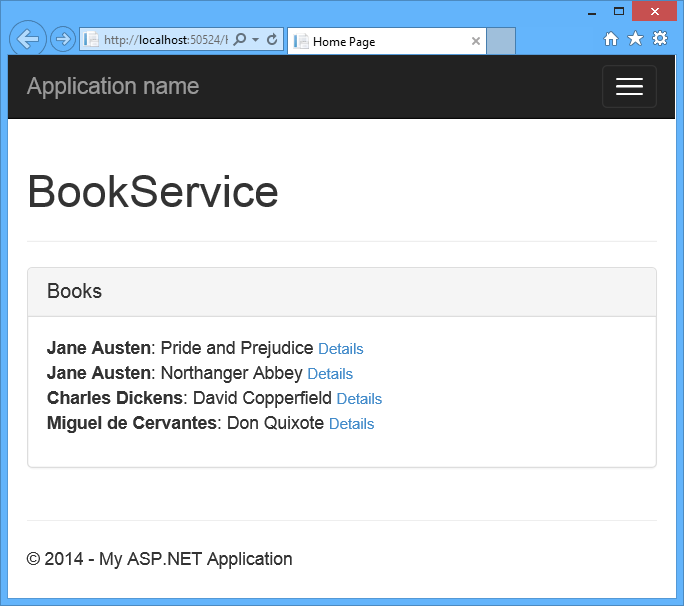 http://localhost:50524/
Home Page
Application name
BookService
Books
Jane Austen: Pride and Prejudice Details
Jane Austen: Northanger Abbey Details
Charles Dickens: David Copperfield Details
Miguel de Cervantes: Don Quixote Details
© 2014 - My ASP.NET Application